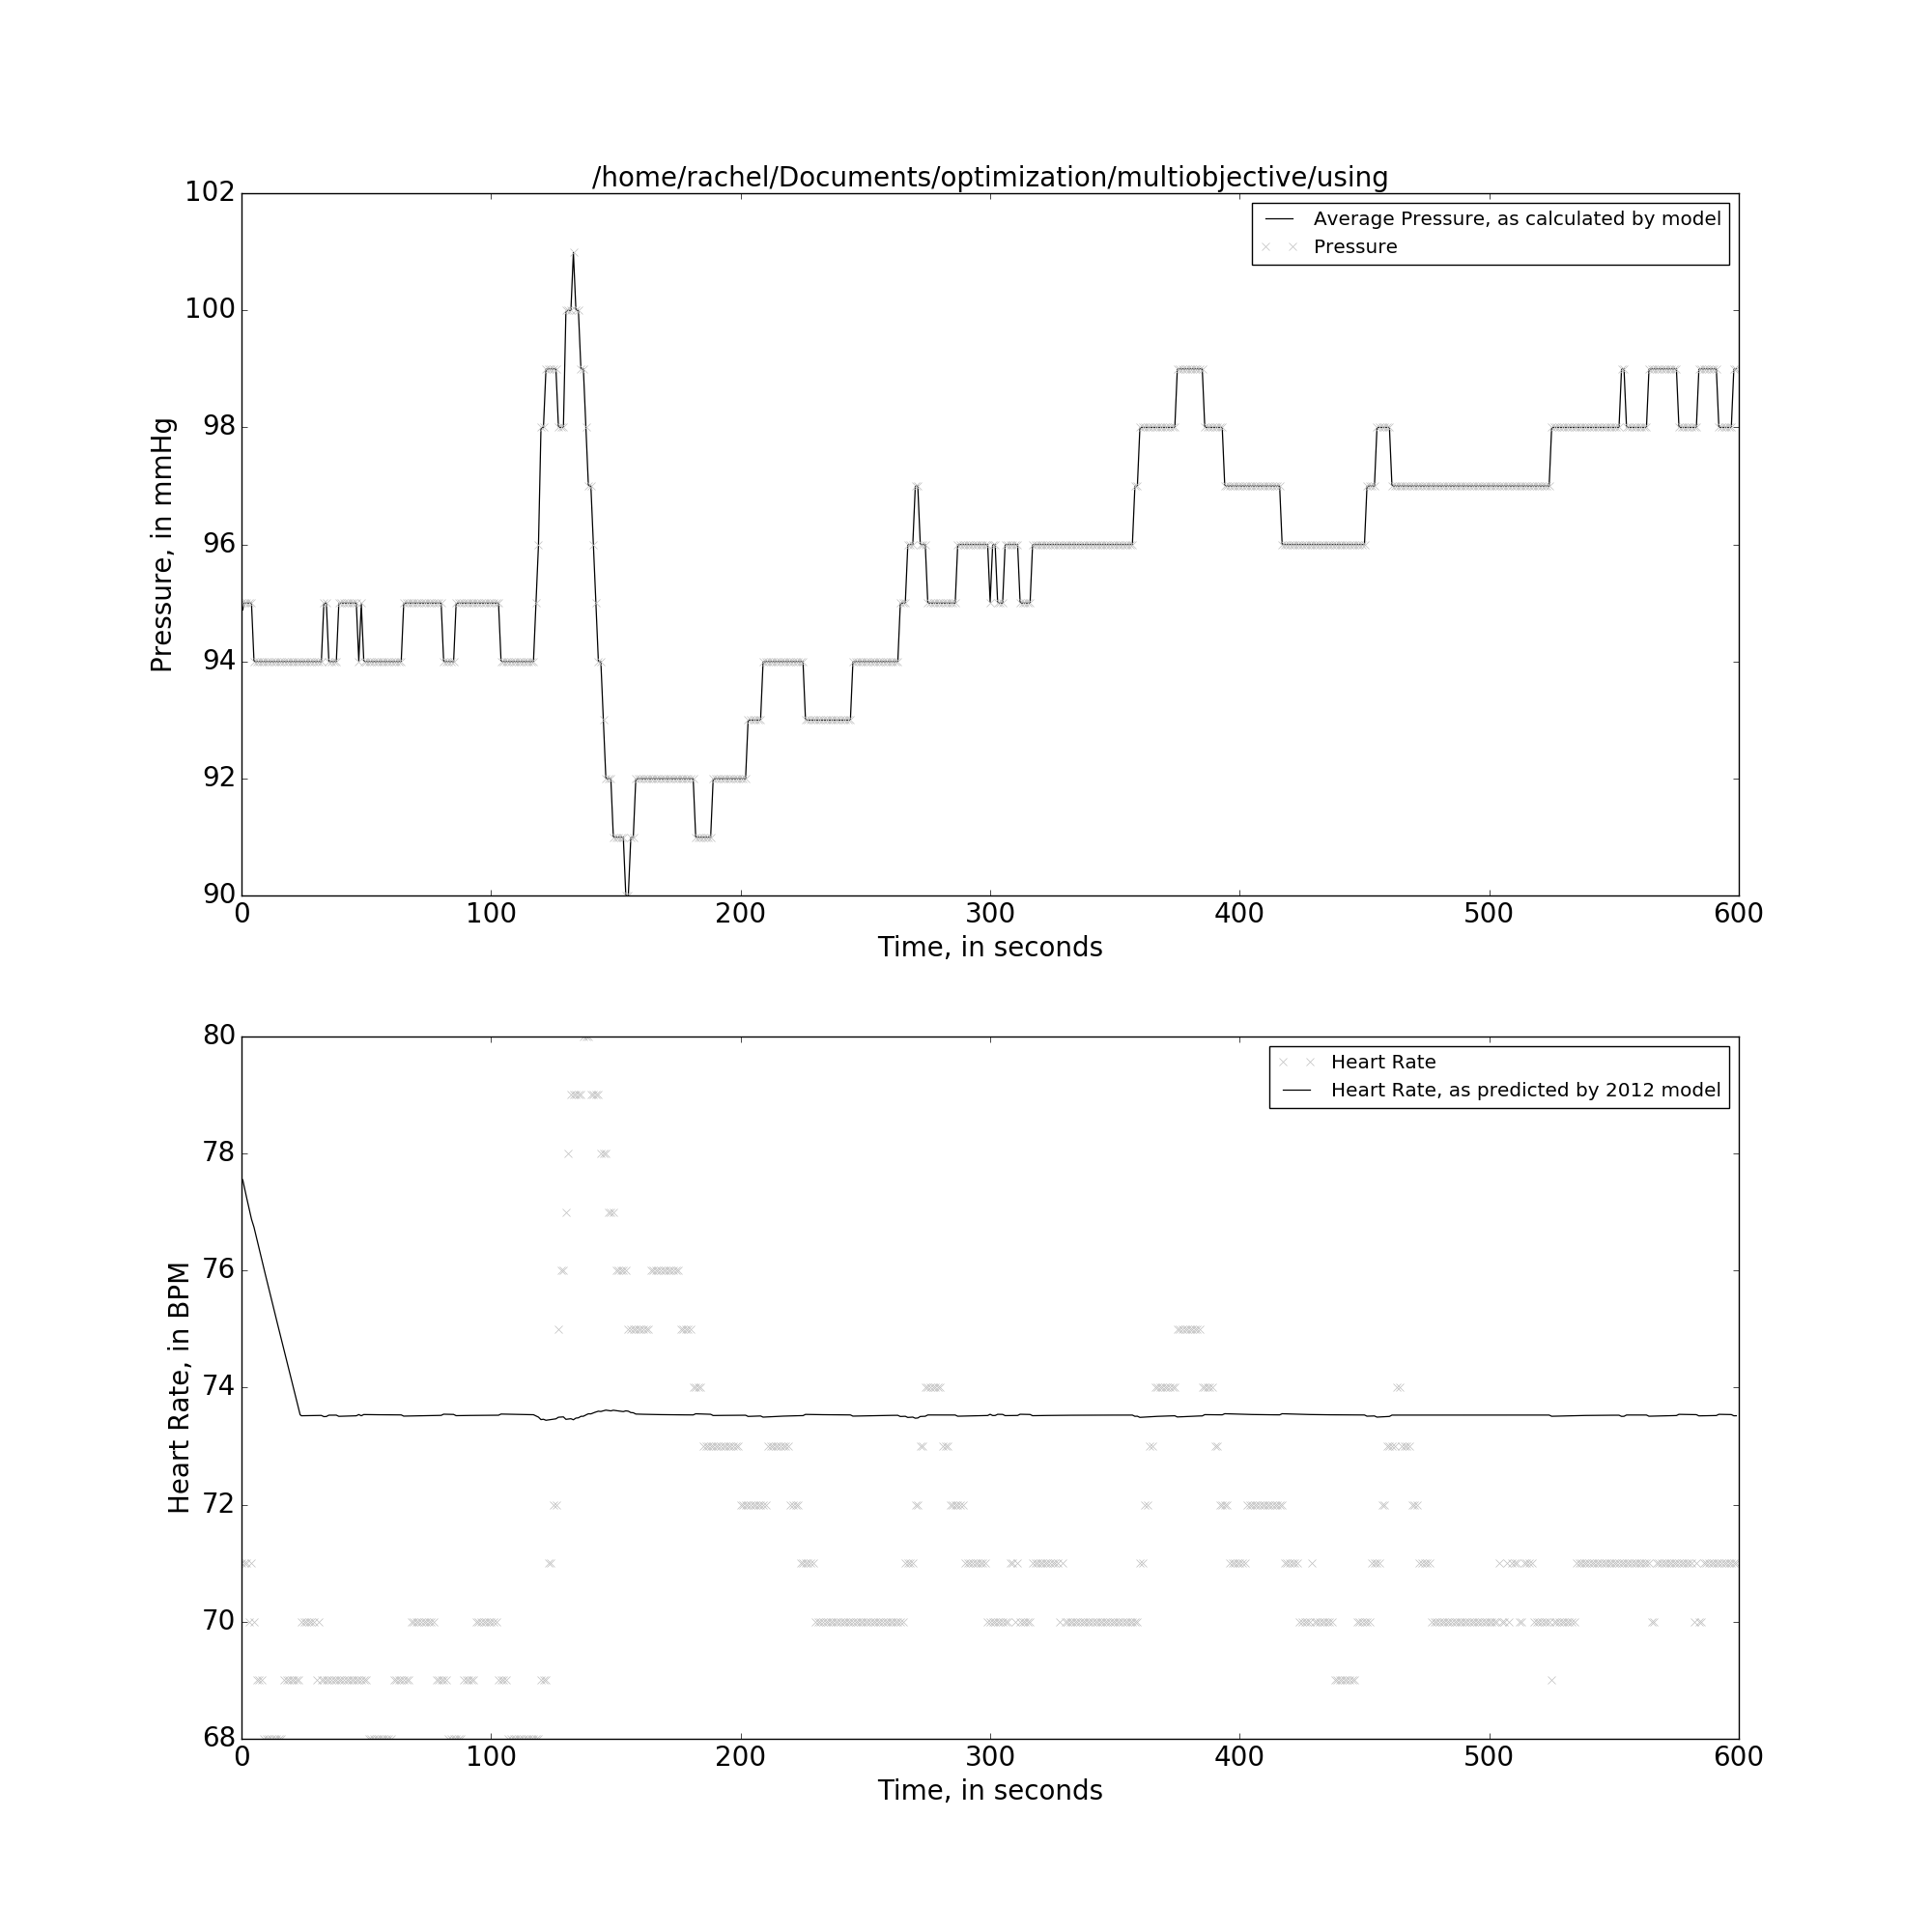 /home/rachel/Documents/optimization/multiobjective/using
102
100
98
96
94
92
90
Pressure, in mmHg
Average Pressure, as calculated by model
Pressure
0 100 200 300 400 500 600
Time, in seconds
80
78
76
74
72
70
68
Heart Rate, in BPM
Heart Rate
Heart Rate, as predicted by 2012 model
0 100 200 300 400 500 600
Time, in seconds